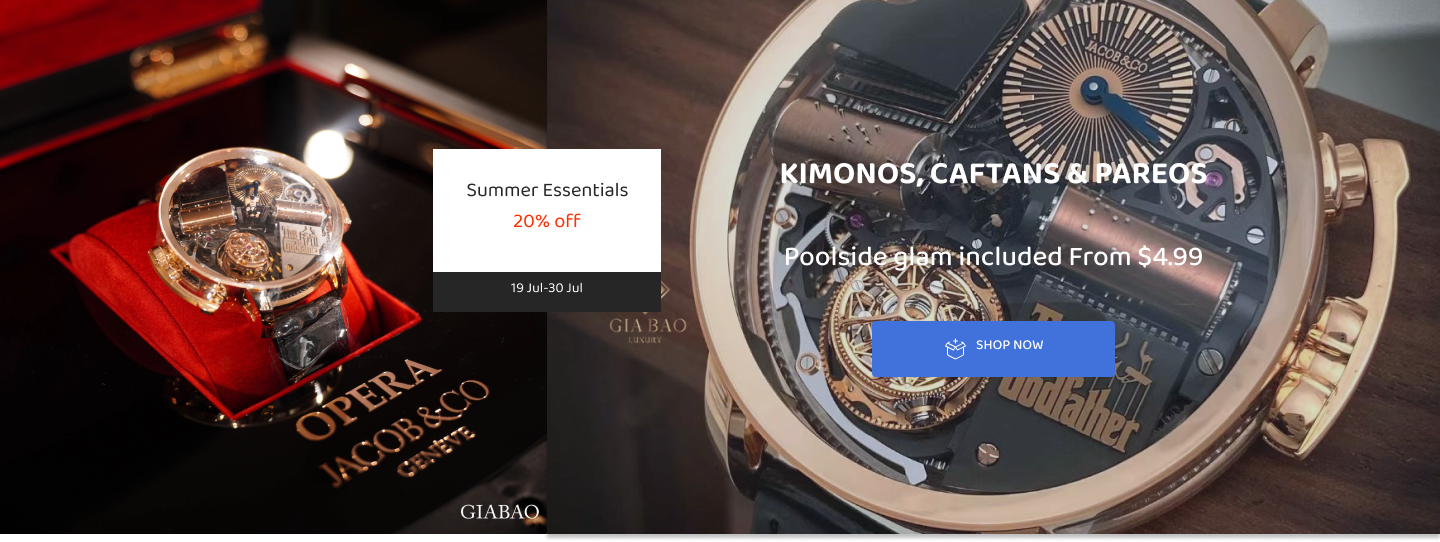 OPERA
JACOB&CO
GENÈVE
GIABAO
Summer Essentials
20% off
19 Jul-30 Jul
GIA BAO
LUXURY
JACOB&CO
KIMONOS, CAFTANS & PAREOS
Poolside glam included From $4.99
SHOP NOW
The
Godfather